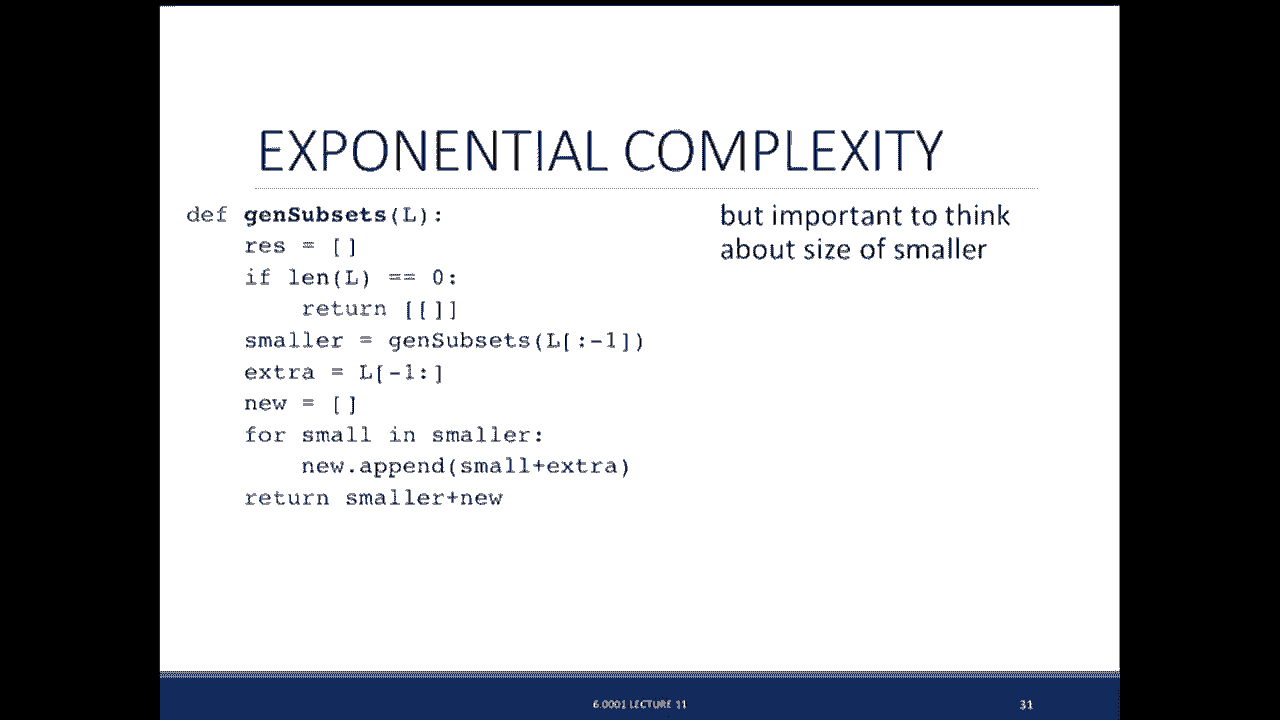 EXPONENTIAL COMPLEXITY
def genSubsets(L):
    res = []
    if len(L) == 0:
        return [[]]
    smaller = genSubsets(L[:-1])
    extra = L[-1:]
    new = []
    for small in smaller:
        new.append(small+extra)
    return smaller+new
but important to think
about size of smaller
6.0001 LECTURE 11
31